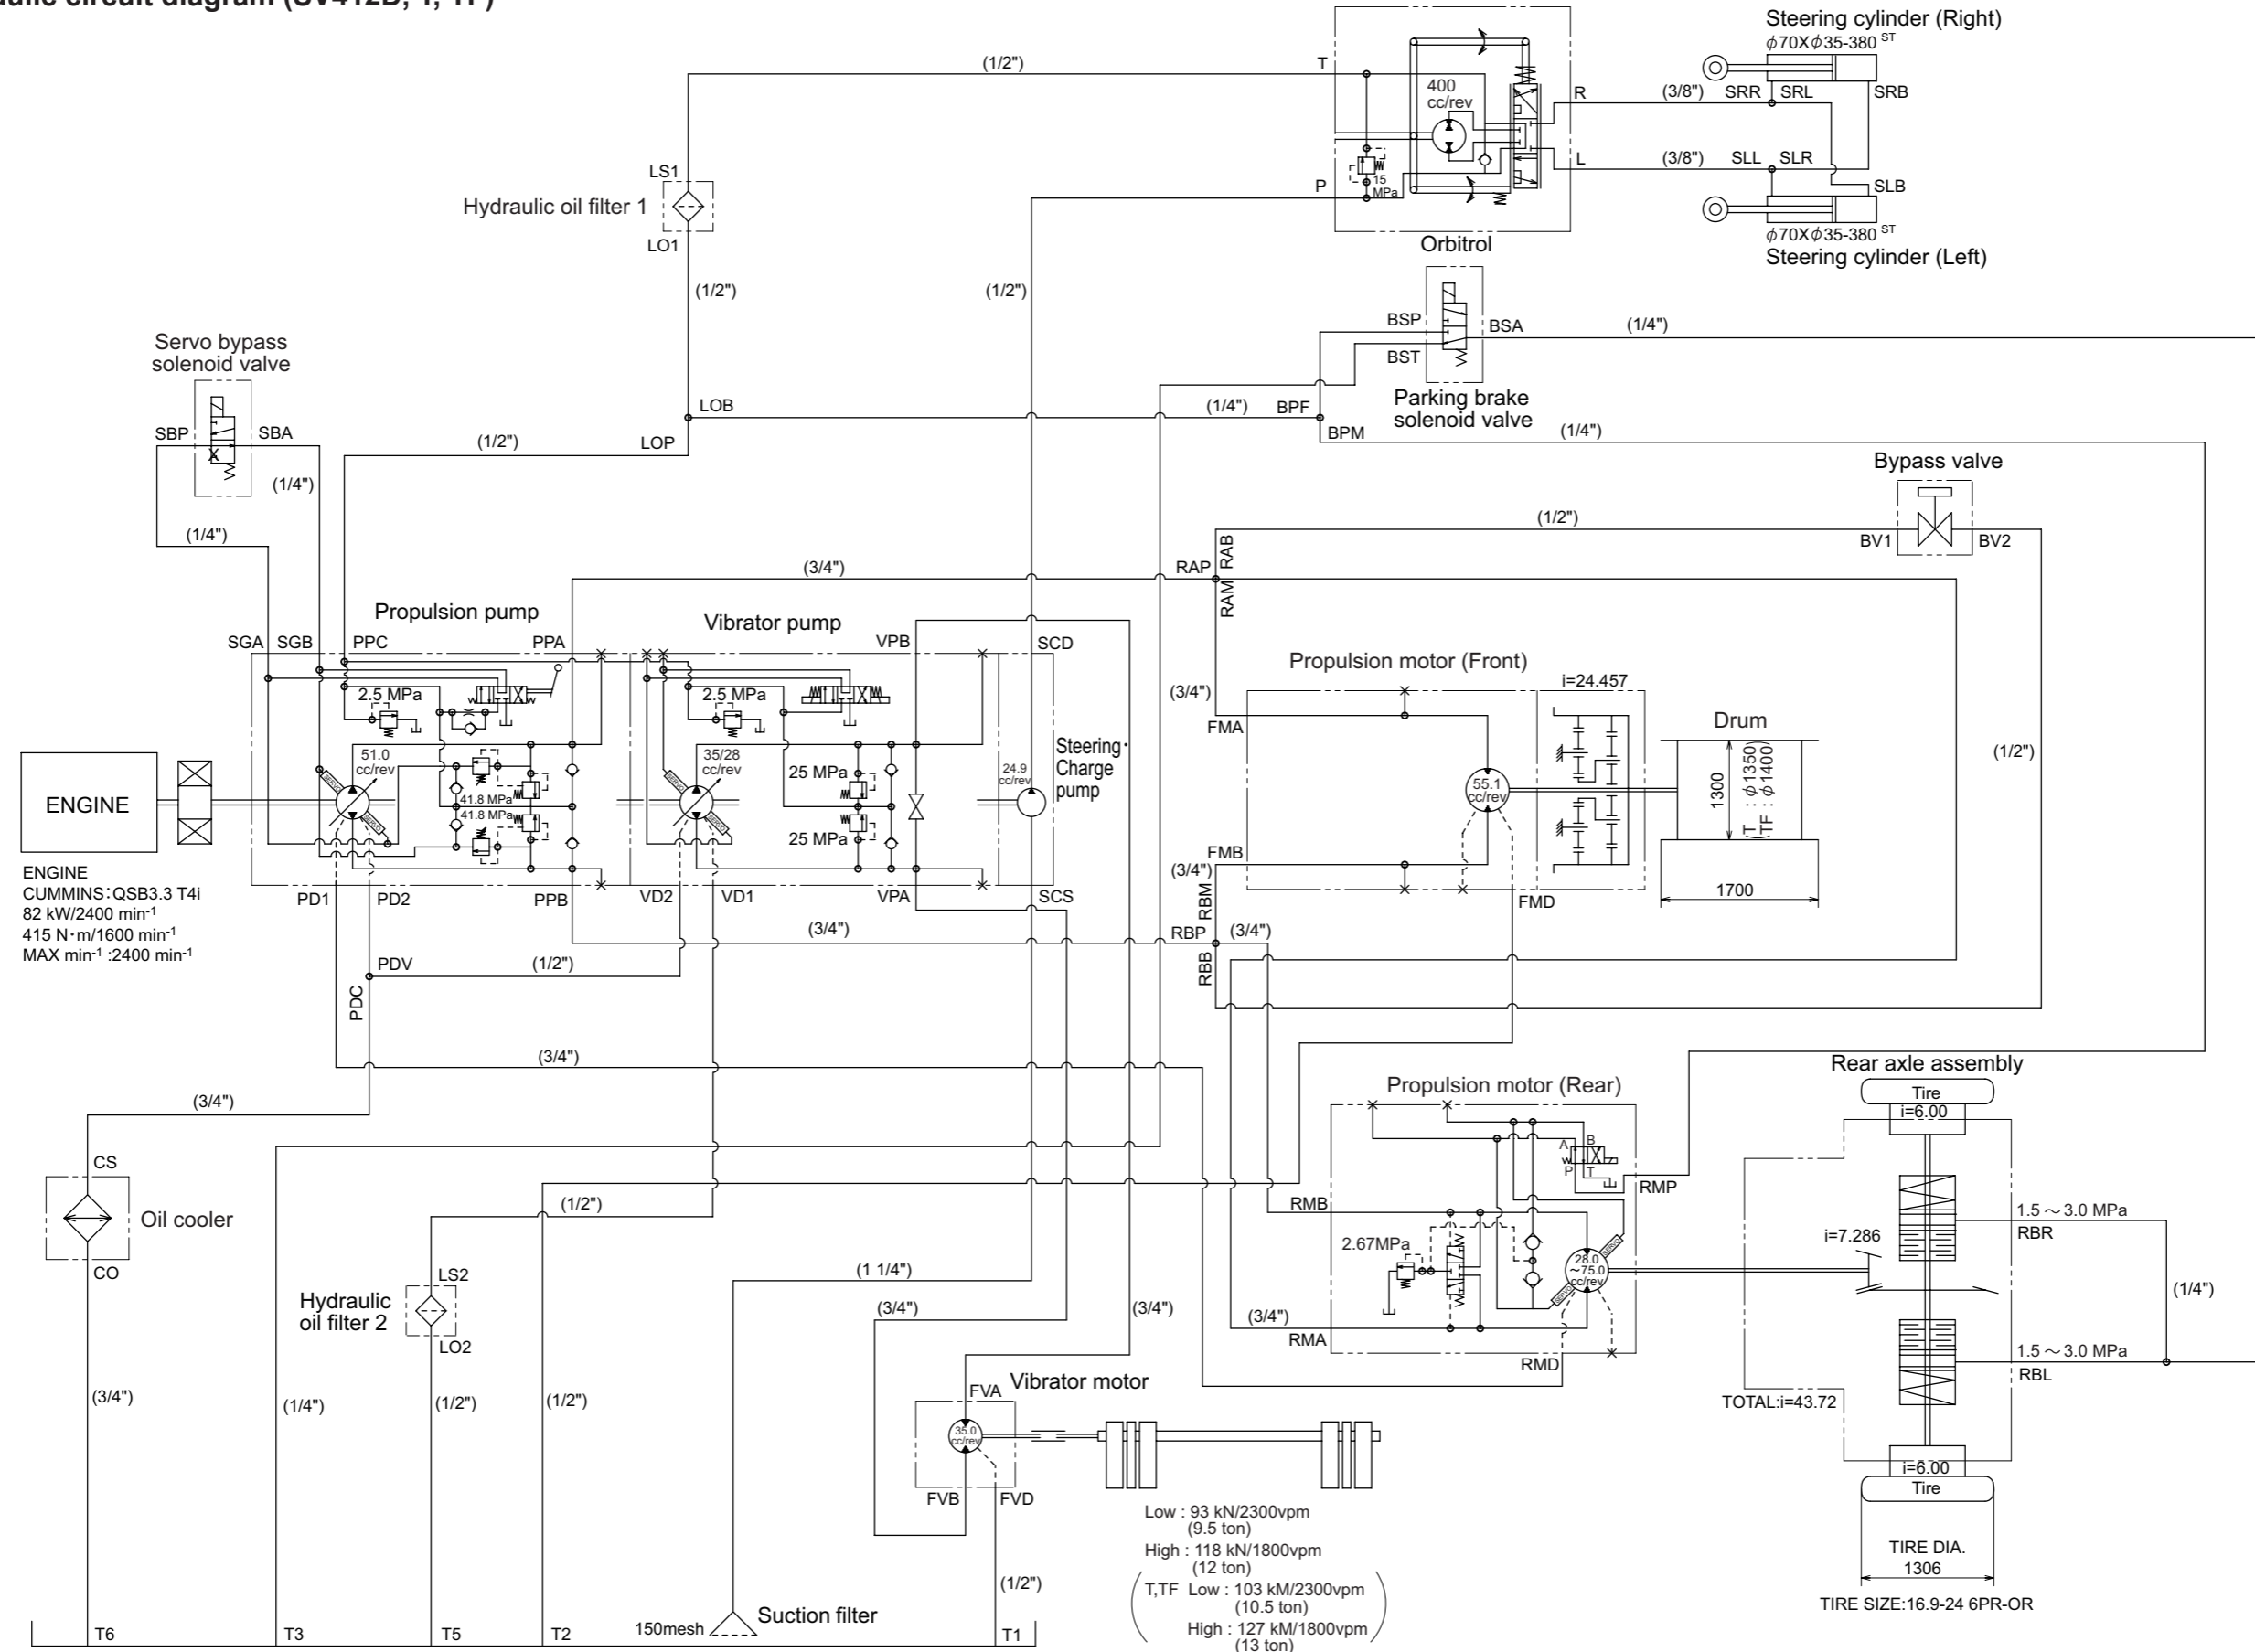 aulic circuit diagram (SV412D, T, TF)
Steering cylinder (Right)
φ70Xφ35-380 ST
(1/2")
T
400
cc/rev
R
(3/8")
SRR
SRL
SRB
L
(3/8")
SLL
SLR
SLB
15
MPa
P
φ70Xφ35-380 ST
Steering cylinder (Left)
Orbitrol
LS1
Hydraulic oil filter 1
LO1
(1/2")
(1/2")
BSP
BSA
(1/4")
BST
Parking brake
solenoid valve
Servo bypass
solenoid valve
SBP
SBA
(1/4")
(1/4")
LOB
(1/2")
LOP
(1/4")
BPF
BPM
(1/4")
Bypass valve
(1/2")
BV1
BV2
(1/2")
(3/4")
RAP
RAB
RAM
Propulsion pump
Vibrator pump
SGA
SGB
PPC
PPA
VPB
SCD
2.5 MPa
2.5 MPa
51.0
cc/rev
SERVO
SERVO
41.8 MPa
41.8 MPa
35/28
cc/rev
SERVO
SERVO
25 MPa
25 MPa
24.9
cc/rev
Steering·
Charge
pump
PD1
PD2
PPB
VD2
VD1
VPA
SCS
ENGINE
ENGINE
CUMMINS:QSB3.3 T4i
82 kW/2400 min-1
415 N·m/1600 min-1
MAX min-1 :2400 min-1
Propulsion motor (Front)
(3/4")
i=24.457
FMA
55.1
cc/rev
FMB
(3/4")
FMD
Drum
1300
(T : φ1350)
(TF : φ1400)
1700
RBM
(3/4")
RBP
(3/4")
RBB
PDV
(1/2")
PDC
(3/4")
(3/4")
CS
Oil cooler
CO
(3/4")
(1/2")
LS2
Hydraulic
oil filter 2
LO2
(1/4")
(1/2")
(1/2")
(1 1/4")
(3/4")
(3/4")
Propulsion motor (Rear)
A
B
P
T
RMP
RMB
2.67MPa
28.0
~75.0
cc/rev
SERVO
SERVO
(3/4")
RMA
RMD
Rear axle assembly
Tire
i=6.00
1.5 ~ 3.0 MPa
RBR
i=7.286
(1/4")
1.5 ~ 3.0 MPa
RBL
TOTAL:i=43.72
i=6.00
Tire
TIRE DIA.
1306
TIRE SIZE:16.9-24 6PR-OR
Vibrator motor
FVA
35.0
cc/rev
FVB
FVD
(1/2")
Low : 93 kN/2300vpm
(9.5 ton)
High : 118 kN/1800vpm
(12 ton)
T,TF Low : 103 kM/2300vpm
(10.5 ton)
High : 127 kM/1800vpm
(13 ton)
150mesh
Suction filter
T6
T3
T5
T2
T1